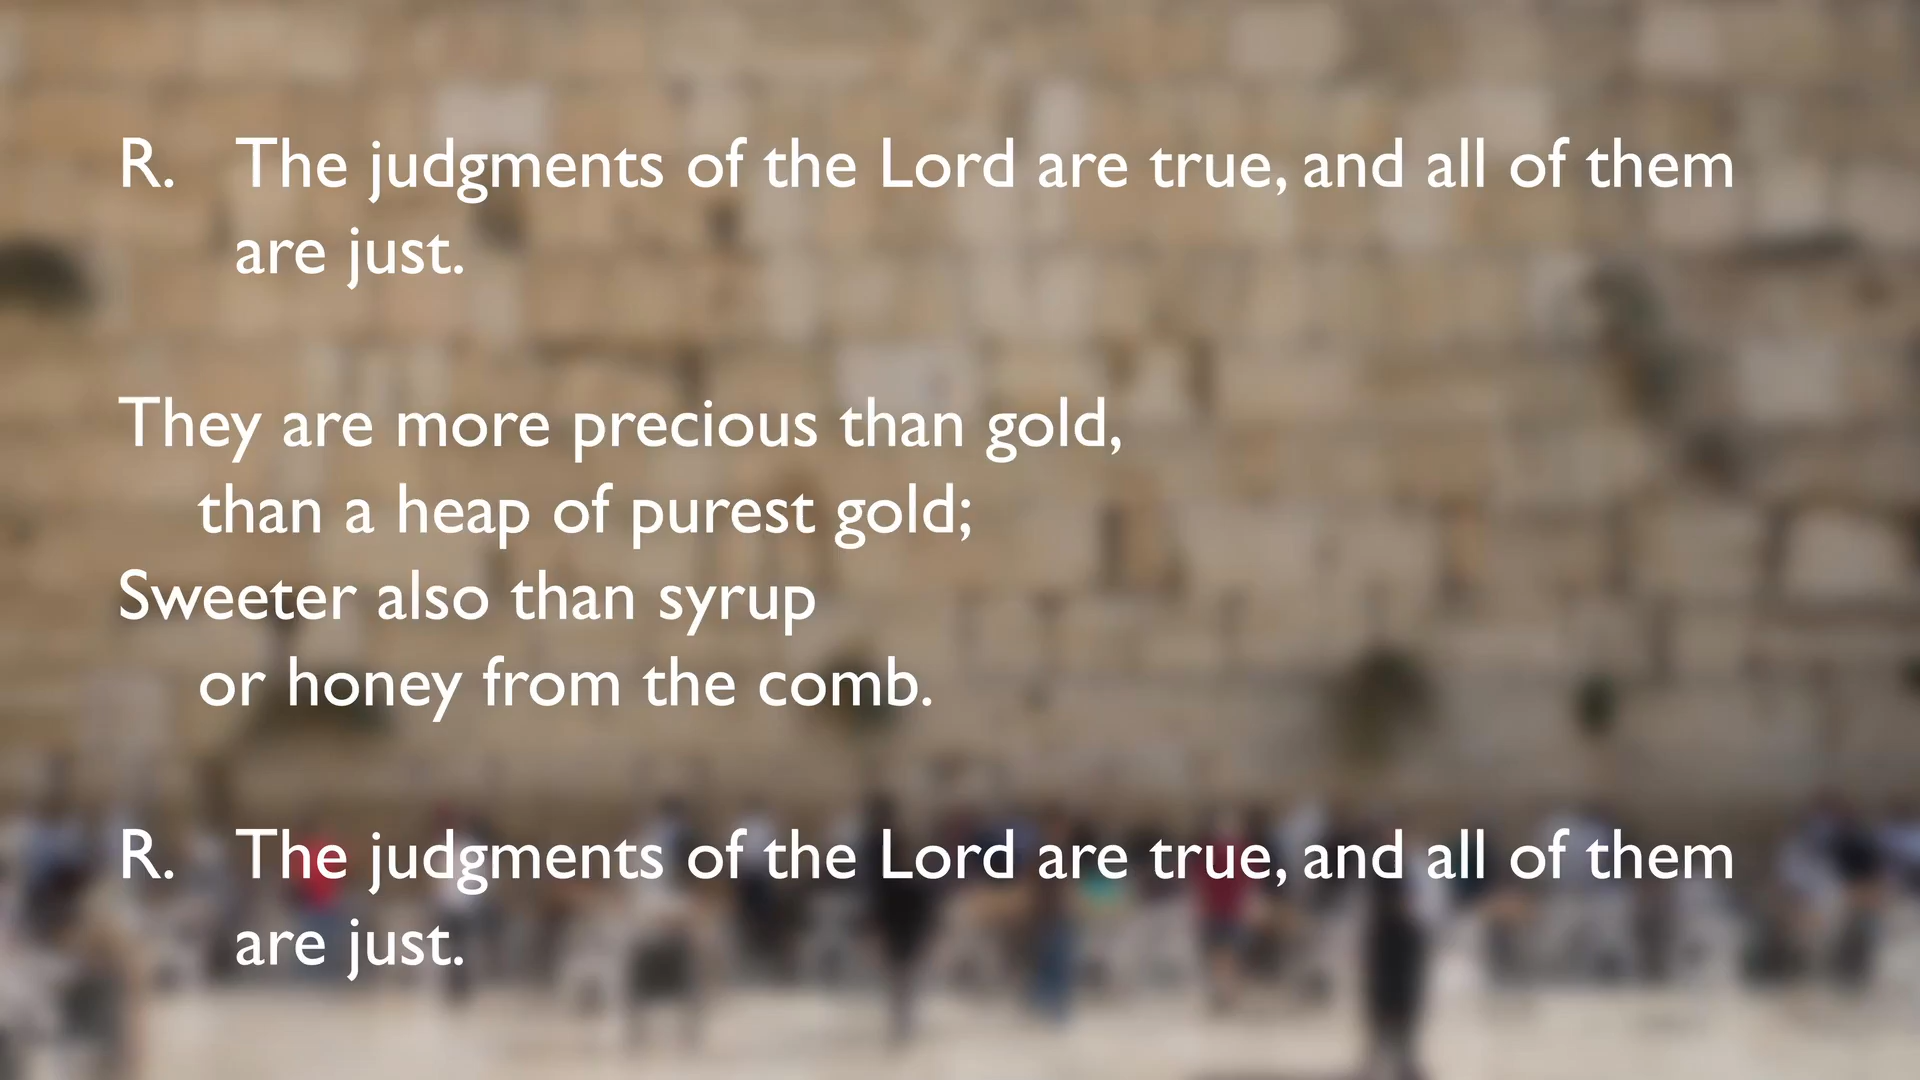 R. The judgments of the Lord are true, and all of them
are just.
They are more precious than gold,
than a heap of purest gold;
Sweeter also than syrup
or honey from the comb.
R. The judgments of the Lord are true, and all of them
are just.